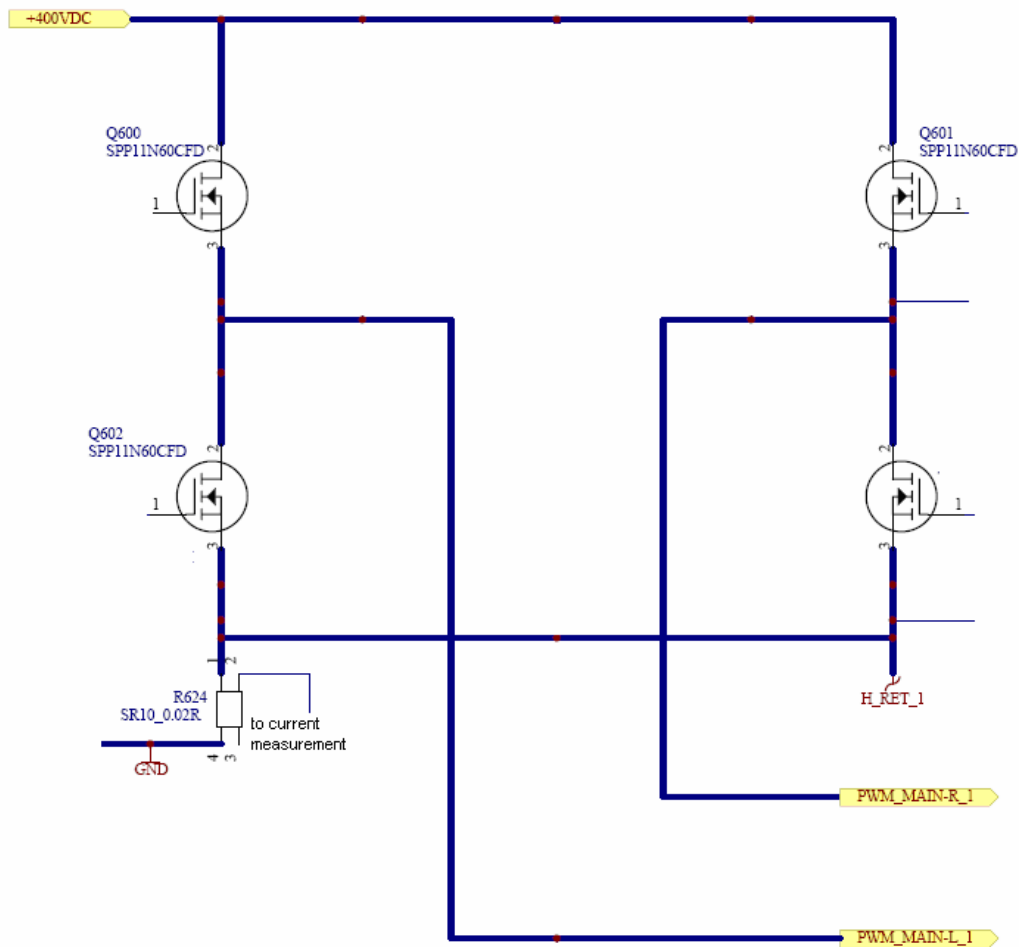 +400VDC
Q600
SPP11N60CFD
2
1
3
Q601
SPP11N60CFD
2
1
3
Q602
SPP11N60CFD
2
1
3
2
1
3
1
2
R624
SR10_0.02R
to current
measurement
4
3
GND
H_RET_1
PWM_MAIN-R_1
PWM_MAIN-L_1